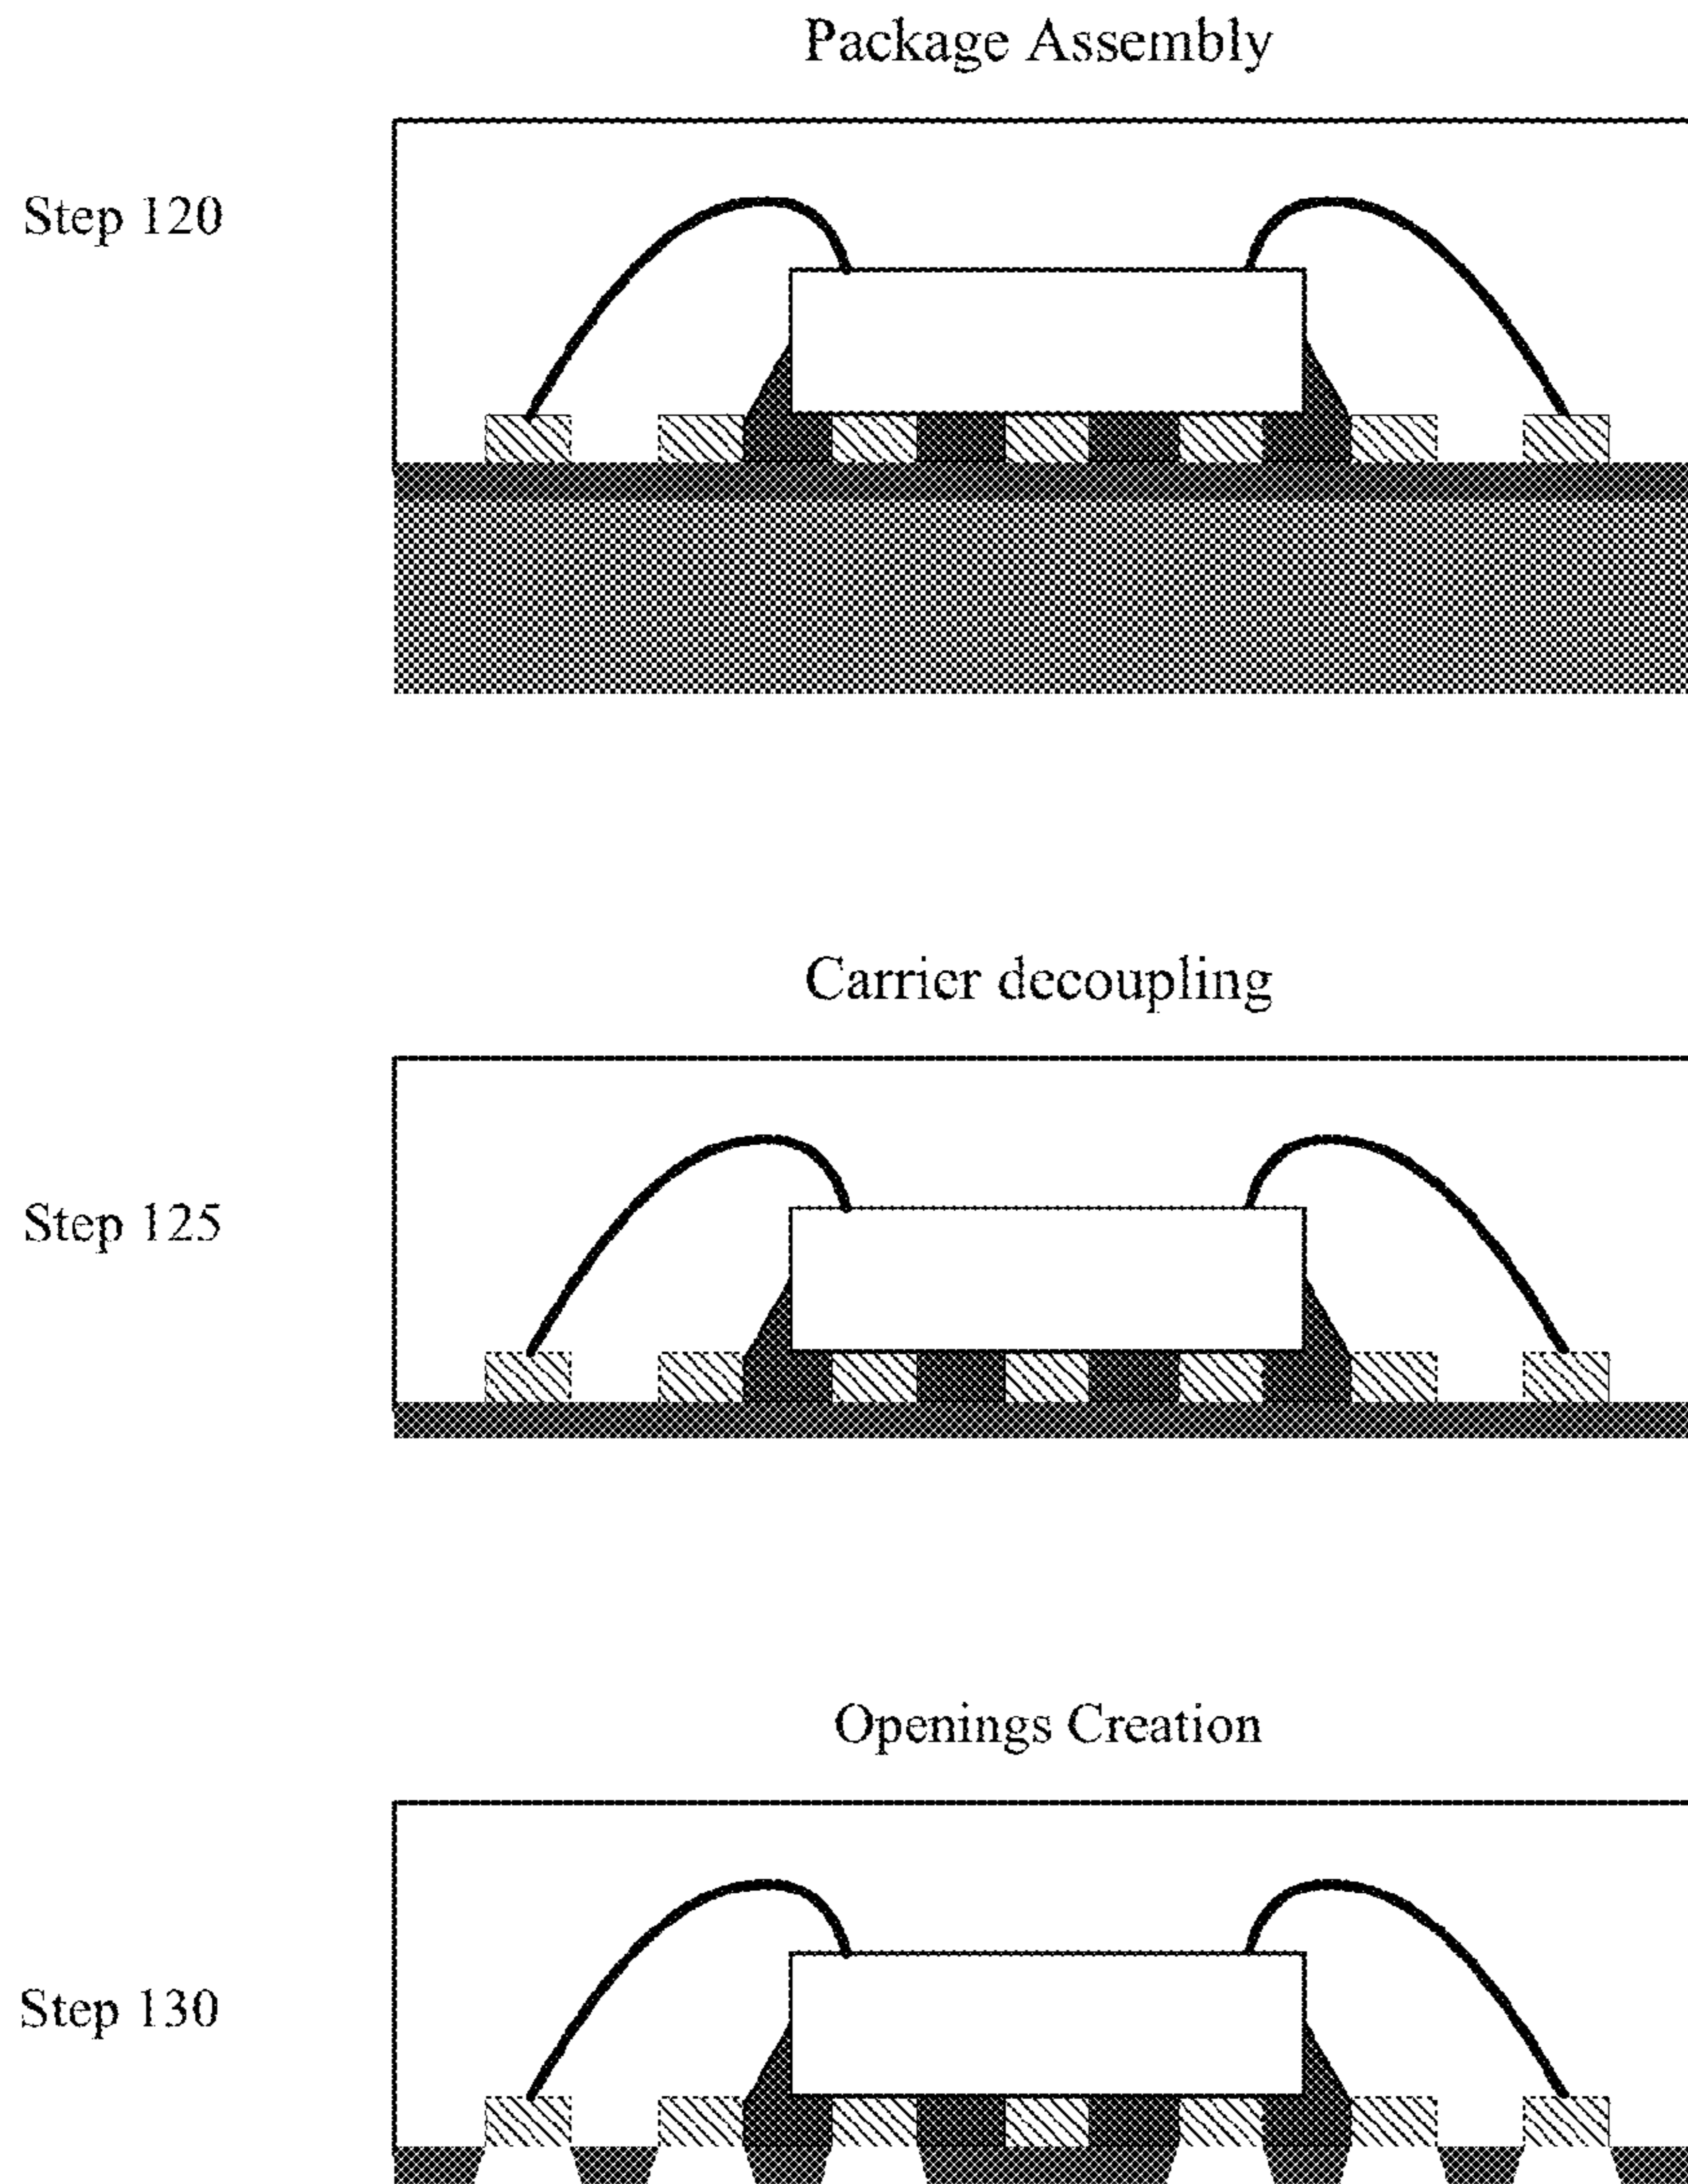 Package Assembly
Step 120
Carrier decoupling
Step 125
Openings Creation
Step 130